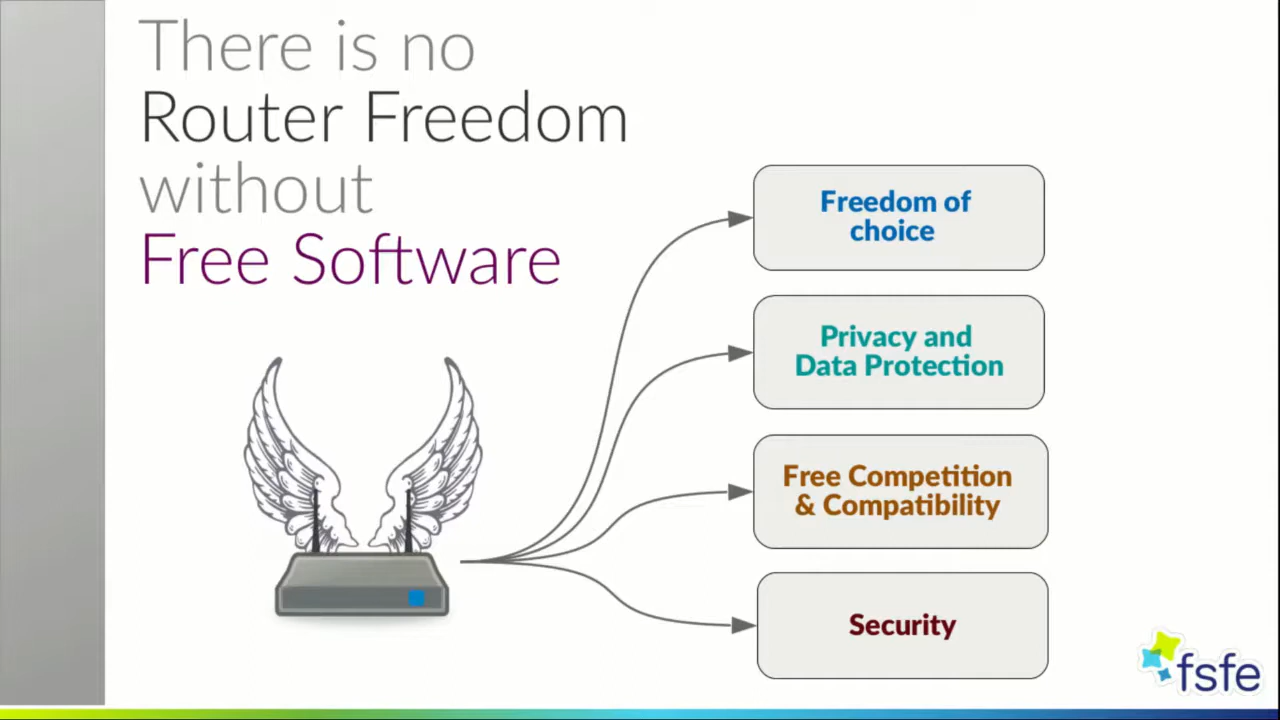 There is no
Router Freedom
without
Free Software
Freedom of
choice
Privacy and
Data Protection
Free Competition
& Compatibility
Security
fsfe